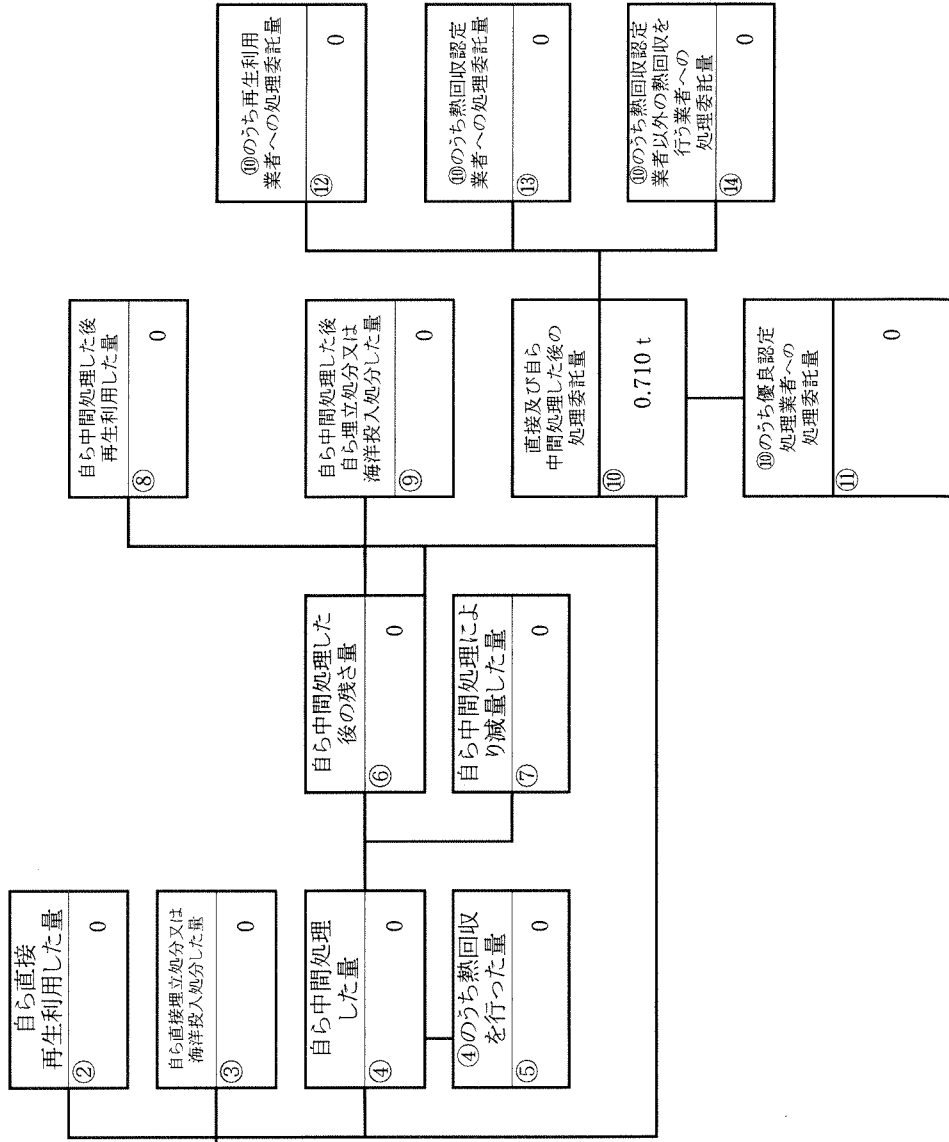 自ら直接
再生利用した量
② 0
自ら直接埋立処分又は
海洋投入処分した量
③ 0
自ら中間処理
した量
④ 0
④のうち熱回収
を行った量
⑤ 0
自ら中間処理した
後の残さ量
⑥ 0
自ら中間処理によ
り減量した量
⑦ 0
自ら中間処理した後
再生利用した量
⑧ 0
自ら中間処理した後
自ら埋立処分又は
海洋投入処分した量
⑨ 0
直接及び自ら
中間処理した後の
処理委託量
⑩ 0.710 t
⑩のうち優良認定
処理業者への
処理委託量
⑪ 0
⑩のうち再生利用
業者への処理委託量
⑫ 0
⑩のうち熱回収認定
業者への処理委託量
⑬ 0
⑩のうち熱回収認定
業者以外の熱回収を
行う業者への
処理委託量
⑭ 0